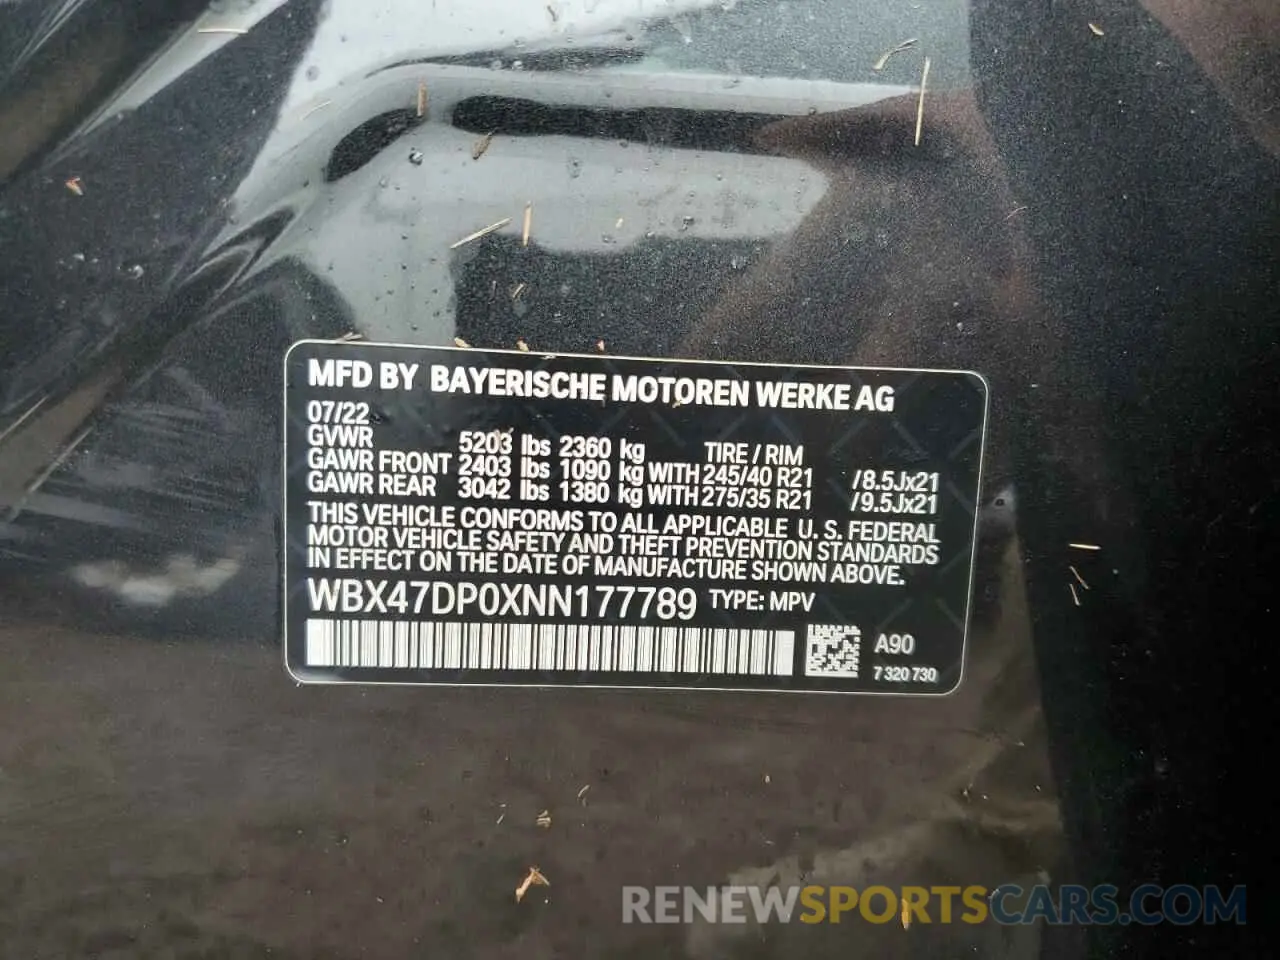 MFD BY BAYERISCHE MOTOREN WERKE AG
07/22
GVWR 5203 lbs 2360 kg TIRE / RIM
GAWR FRONT 2403 lbs 1090 kg WITH 245/40 R21 /8.5Jx21
GAWR REAR 3042 lbs 1380 kg WITH 275/35 R21 /9.5Jx21
THIS VEHICLE CONFORMS TO ALL APPLICABLE U. S. FEDERAL
MOTOR VEHICLE SAFETY AND THEFT PREVENTION STANDARDS
IN EFFECT ON THE DATE OF MANUFACTURE SHOWN ABOVE.
WBX47DP0XNN177789 TYPE: MPV
A90
7 320 730
RENEWSPORTSCARS.COM